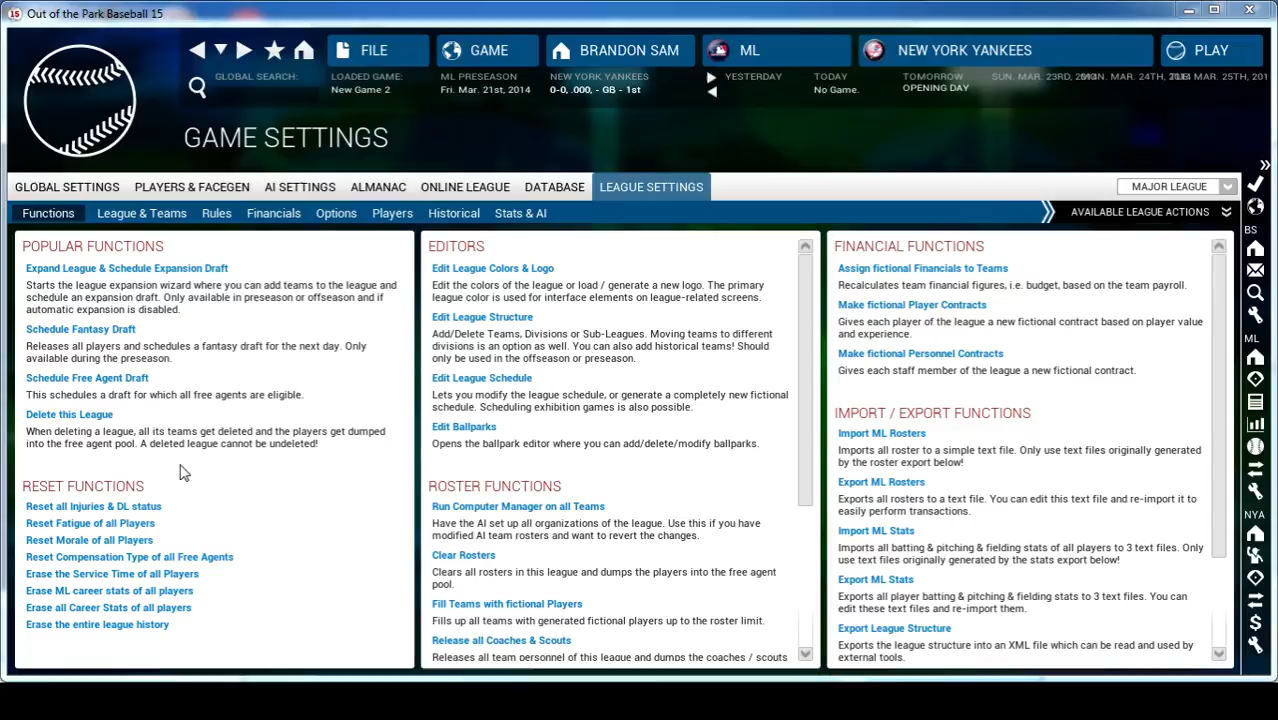 15 Out of the Park Baseball 15
FILE GAME BRANDON SAM ML NEW YORK YANKEES PLAY
GLOBAL SEARCH: LOADED GAME: ML PRESEASON NEW YORK YANKEES YESTERDAY TODAY TOMORROW SUN. MAR. 23RD,
New Game 2 Fri. Mar. 21st, 2014 0-0, .000, - GB - 1st No Game. OPENING DAY
GAME SETTINGS
GLOBAL SETTINGS PLAYERS & FACEGEN AI SETTINGS ALMANAC ONLINE LEAGUE DATABASE LEAGUE SETTINGS MAJOR LEAGUE
Functions League & Teams Rules Financials Options Players Historical Stats & AI AVAILABLE LEAGUE ACTIONS
POPULAR FUNCTIONS
Expand League & Schedule Expansion Draft
Starts the league expansion wizard where you can add teams to the league and
schedule an expansion draft. Only available in preseason or offseason and if
automatic expansion is disabled.
Schedule Fantasy Draft
Releases all players and schedules a fantasy draft for the next day. Only
available during the preseason.
Schedule Free Agent Draft
This schedules a draft for which all free agents are eligible.
Delete this League
When deleting a league, all its teams get deleted and the players get dumped
into the free agent pool. A deleted league cannot be undeleted!
RESET FUNCTIONS
Reset all Injuries & DL status
Reset Fatigue of all Players
Reset Morale of all Players
Reset Compensation Type of all Free Agents
Erase the Service Time of all Players
Erase ML career stats of all players
Erase all Career Stats of all players
Erase the entire league history
EDITORS
Edit League Colors & Logo
Edit the colors of the league or load / generate a new logo. The primary
league color is used for interface elements on league-related screens.
Edit League Structure
Add/Delete Teams, Divisions or Sub-Leagues. Moving teams to different
divisions is an option as well. You can also add historical teams! Should
only be used in the offseason or preseason.
Edit League Schedule
Lets you modify the league schedule, or generate a completely new fictional
schedule. Scheduling exhibition games is also possible.
Edit Ballparks
Opens the ballpark editor where you can add/delete/modify ballparks.
ROSTER FUNCTIONS
Run Computer Manager on all Teams
Have the AI set up all organizations of the league. Use this if you have
modified AI team rosters and want to revert the changes.
Clear Rosters
Clears all rosters in this league and dumps the players into the free agent
pool.
Fill Teams with fictional Players
Fills up all teams with generated fictional players up to the roster limit.
Release all Coaches & Scouts
Releases all team personnel of this league and dumps the coaches / scouts
FINANCIAL FUNCTIONS
Assign fictional Financials to Teams
Recalculates team financial figures, i.e. budget, based on the team payroll.
Make fictional Player Contracts
Gives each player of the league a new fictional contract based on player value
and experience.
Make fictional Personnel Contracts
Gives each staff member of the league a new fictional contract.
IMPORT / EXPORT FUNCTIONS
Import ML Rosters
Imports all roster to a simple text file. Only use text files originally generated
by the roster export below!
Export ML Rosters
Exports all rosters to a text file. You can edit this text file and re-import it to
easily perform transactions.
Import ML Stats
Imports all batting & pitching & fielding stats of all players to 3 text files. Only
use text files originally generated by the stats export below!
Export ML Stats
Exports all player batting & pitching & fielding stats to 3 text files. You can
edit these text files and re-import them.
Export League Structure
Exports the league structure into an XML file which can be read and used by
external tools.
BS
ML
NYA